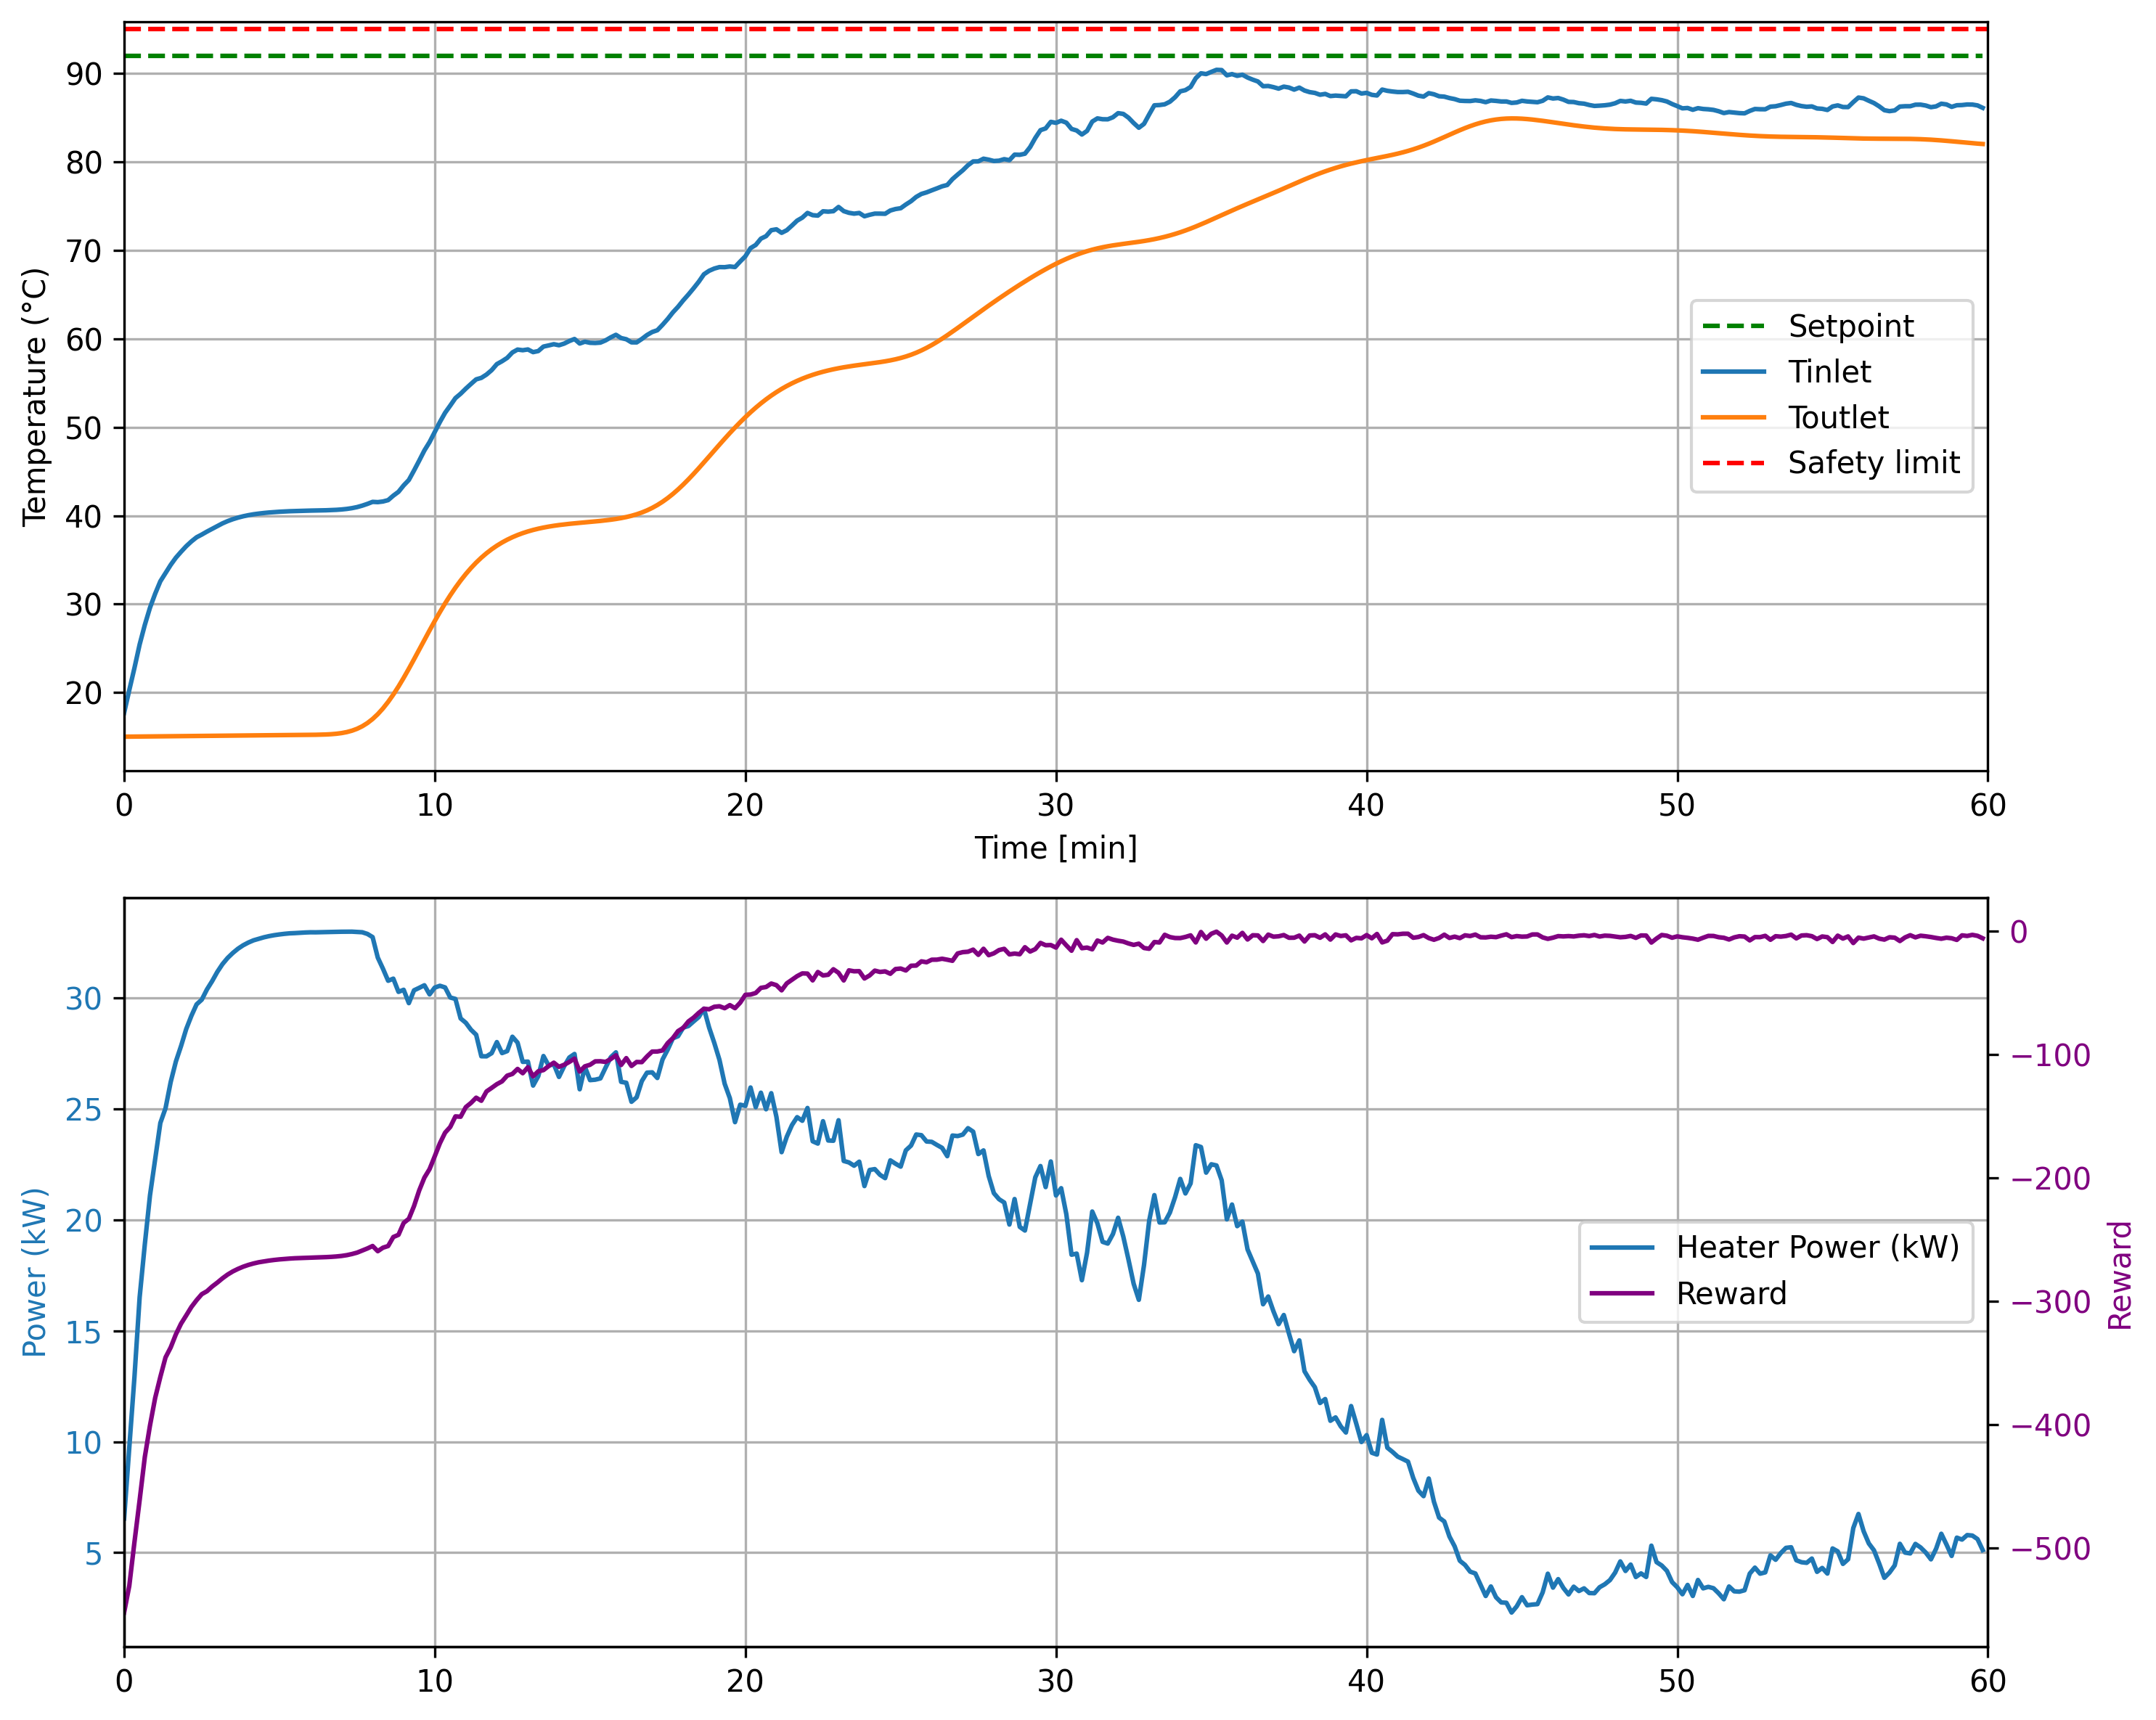 90
80
70
60
50
40
30
20
Temperature (°C)
Setpoint
Tinlet
Toutlet
Safety limit
0 10 20 30 40 50 60
Time [min]
30
25
20
15
10
5
Power (kW)
Heater Power (kW)
Reward
0
−100
−200
−300
−400
−500
Reward
0 10 20 30 40 50 60